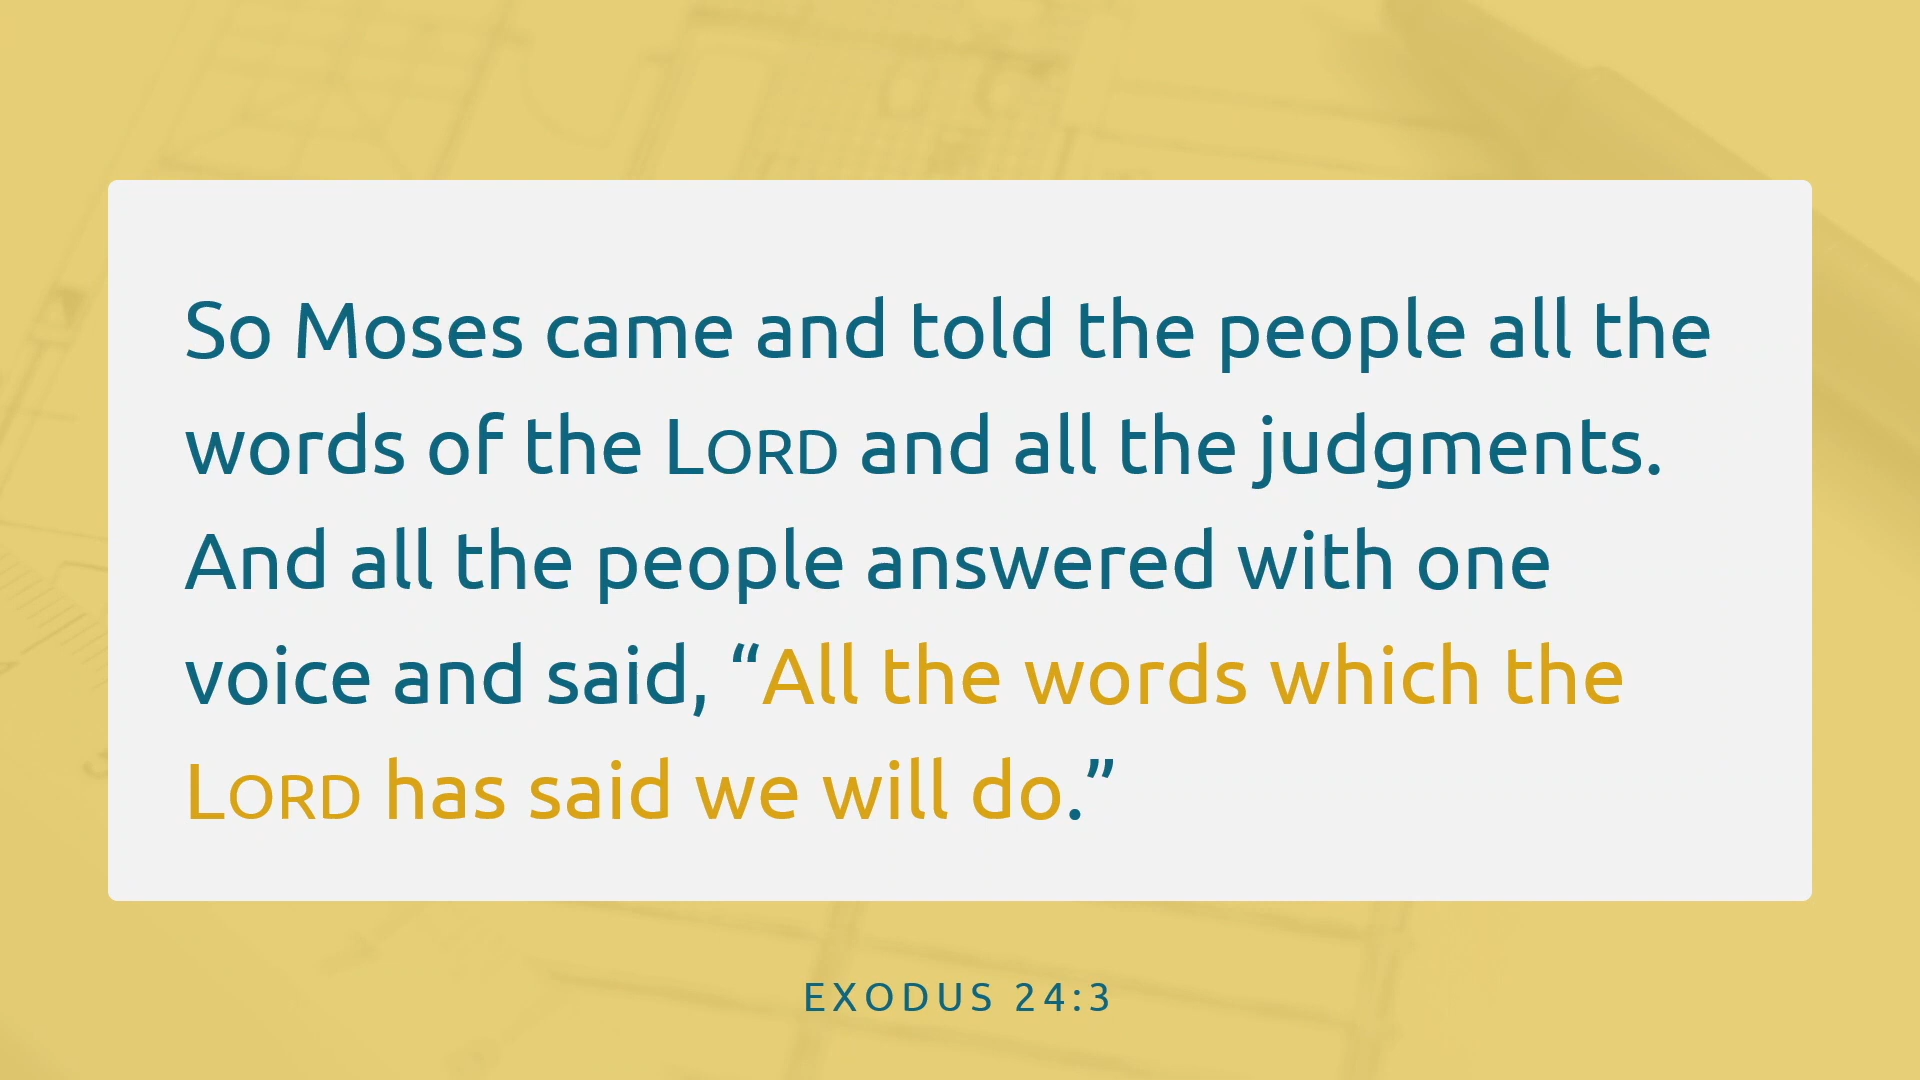 So Moses came and told the people all the
words of the LORD and all the judgments.
And all the people answered with one
voice and said, “All the words which the
LORD has said we will do.”
EXODUS 24:3